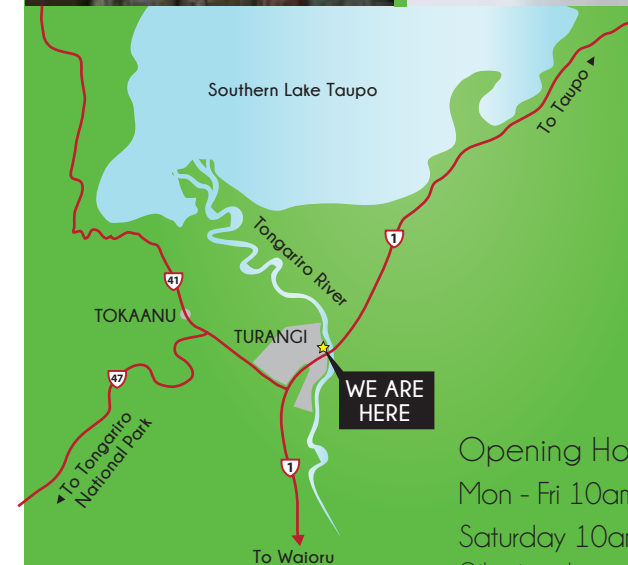 Southern Lake Taupo
To Taupo
Tongariro River
1
41
TOKAANU
TURANGI
47
WE ARE
HERE
To Tongariro
National Park
1
To Waioru
Opening Ho
Mon - Fri 10am
Saturday 10am